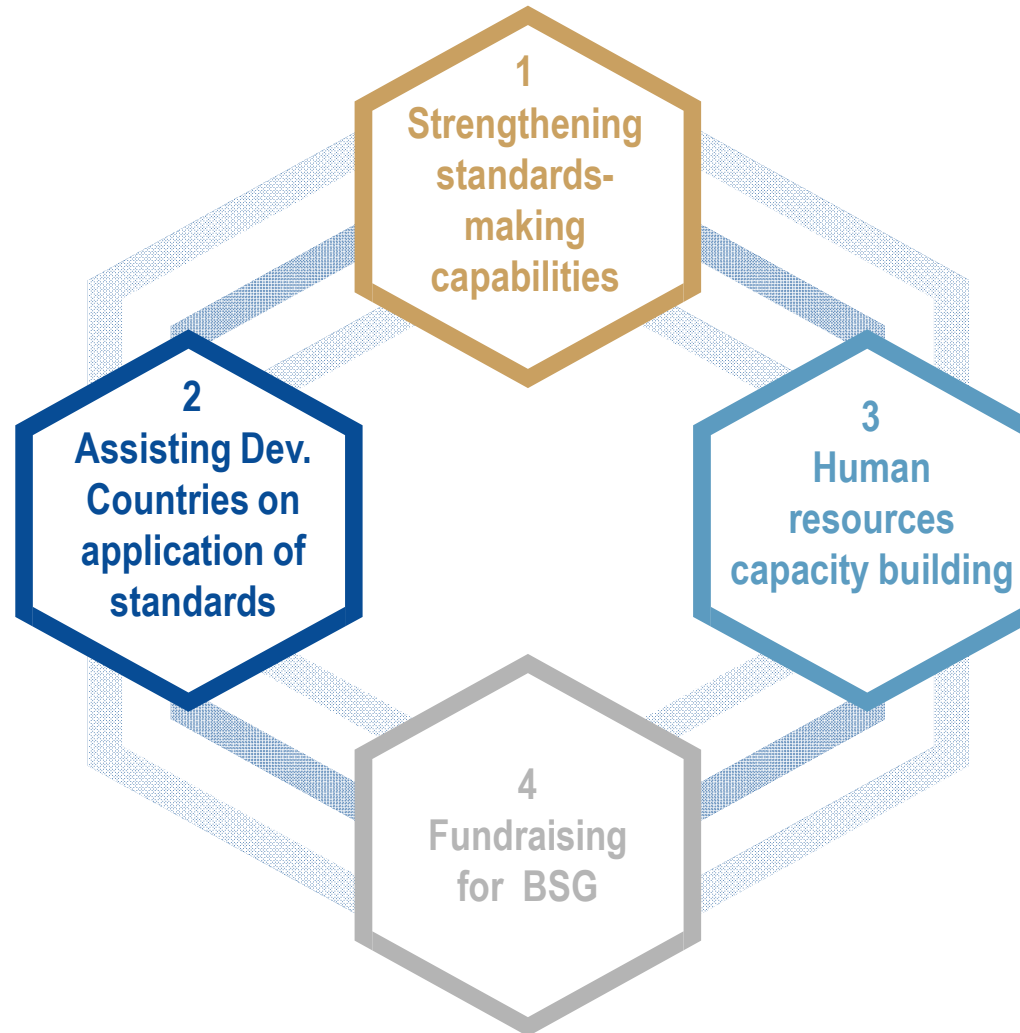 1
Strengthening
standards-
making
capabilities
2
Assisting Dev.
Countries on
application of
standards
3
Human
resources
capacity building
4
Fundraising
for  BSG